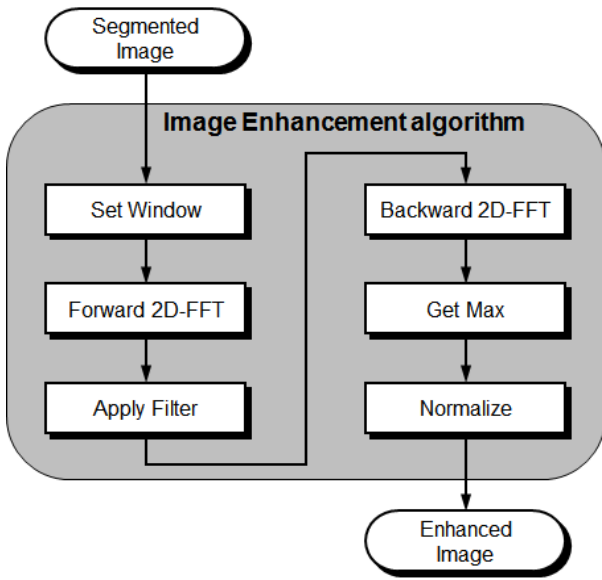 Segmented
Image
Image Enhancement algorithm
Set Window
Forward 2D-FFT
Apply Filter
Backward 2D-FFT
Get Max
Normalize
Enhanced
Image